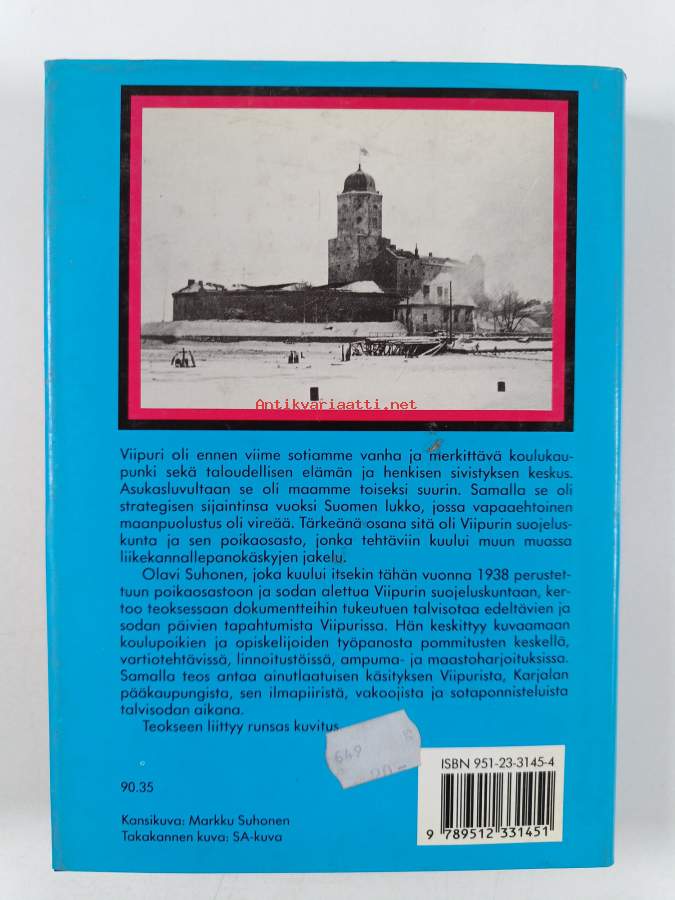 Antikvariaatti.net
Viipuri oli ennen viime sotiamme vanha ja merkittävä koulukau-
punki sekä taloudellisen elämän ja henkisen sivistyksen keskus.
Asukasluvultaan se oli maamme toiseksi suurin. Samalla se oli
strategisen sijaintinsa vuoksi Suomen lukko, jossa vapaaehtoinen
maanpuolustus oli vireää. Tärkeänä osana sitä oli Viipurin suojelus-
kunta ja sen poikaosasto, jonka tehtäviin kuului muun muassa
liikekannallepanokäskyjen jakelu.
Olavi Suhonen, joka kuului itsekin tähän vuonna 1938 perustet-
tuun poikaosastoon ja sodan alettua Viipurin suojeluskuntaan, ker-
too teoksessaan dokumentteihin tukeutuen talvisotaa edeltävien ja
sodan päivien tapahtumista Viipurissa. Hän keskittyy kuvaamaan
koulupoikien ja opiskelijoiden työpanosta pommitusten keskellä,
vartiotehtävissä, linnoitustöissä, ampuma- ja maastoharjoituksissa.
Samalla teos antaa ainutlaatuisen käsityksen Viipurista, Karjalan
pääkaupungista, sen ilmapiiristä, vakoojista ja sotaponnisteluista
talvisodan aikana.
Teokseen liittyy runsas kuvitus.
649
90.35
ISBN 951-23-3145-4
Kansikuva: Markku Suhonen
Takakannen kuva: SA-kuva
9 789512 331451